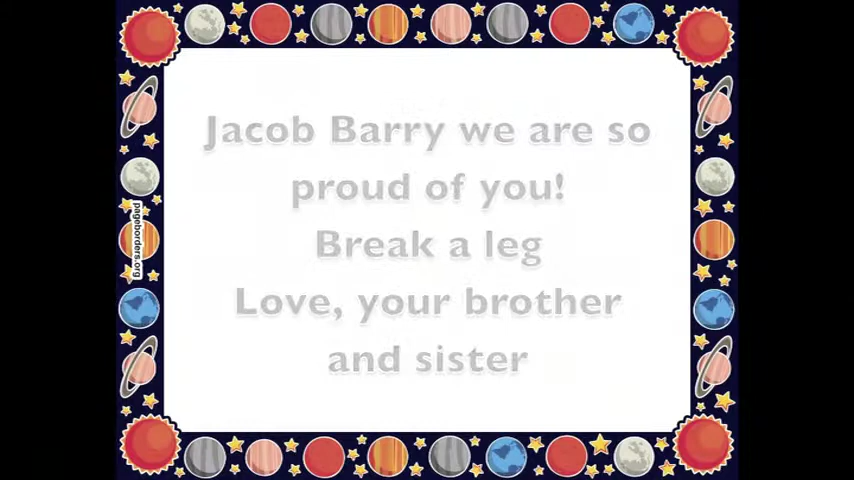 Jacob Barry we are so
proud of you!
Break a leg
Love, your brother
and sister
pageborders.org